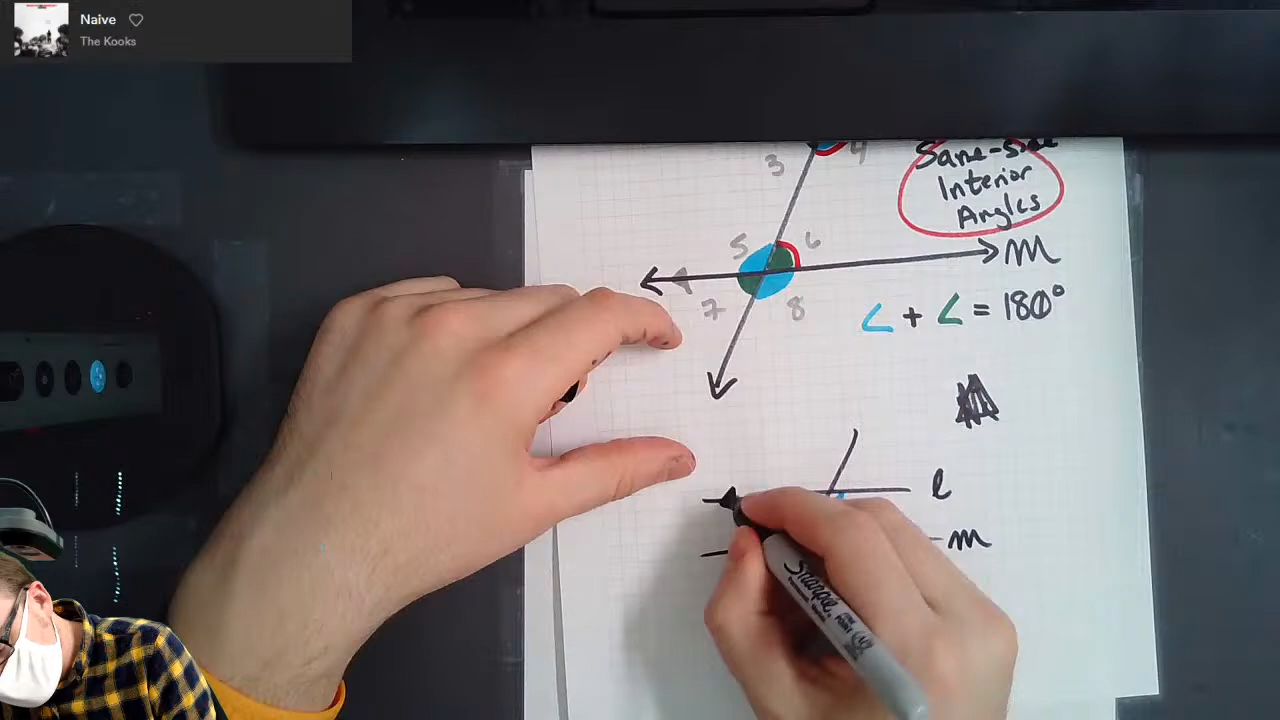 Naive
The Kooks
3
4
Same-Side
Interior
Angles
5
6
m
7
8
∠ + ∠ = 180°
l
m
Sharpie